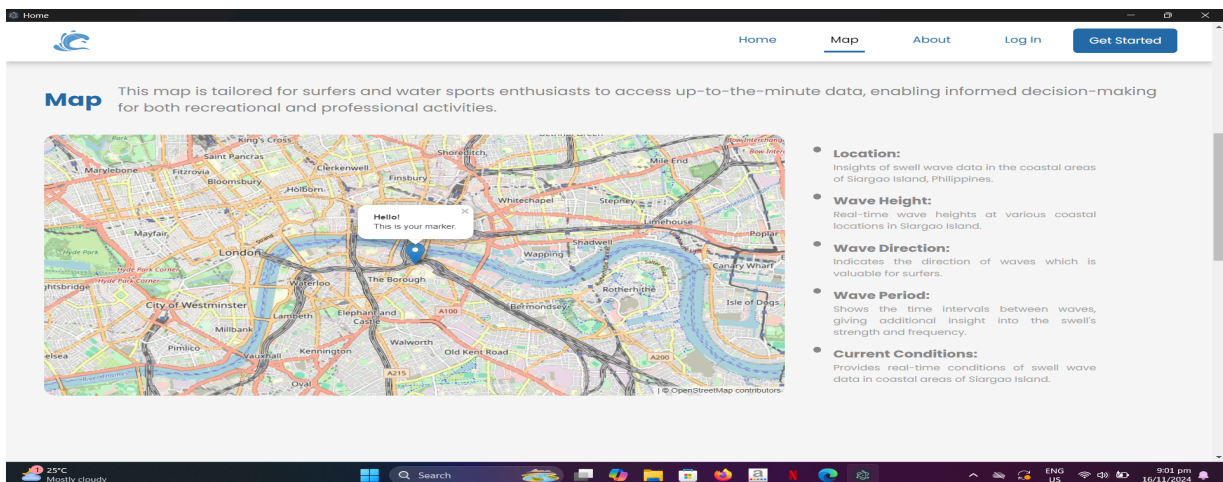 Home
Home
Map
About
Log In
Get Started
Map
This map is tailored for surfers and water sports enthusiasts to access up-to-the-minute data, enabling informed decision-making
for both recreational and professional activities.
King's Cross
Park
Saint Pancras
Shoreditch
Mile End
Marylebone
Fitzrovia
Clerkenwell
Bloomsbury
Finsbury
Holborn
Whitechapel
Stepney
Hello!
This is your marker.
×
Limehouse
Mayfair
Strand
Poplar
Shadwell
Hyde Park
London
Wapping
Hyde Park Corner
Hyde Park Corner
Canary Wharf
The Borough
Waterloo
ightsbridge
Rotherhithe
City of Westminster
Bermondsey
Isle of Dogs
Lambeth
Elephant and
Castle
A100
Millbank
Walworth
Pimlico
Kennington
Old Kent Road
elsea
Vauxhall
A200
A215
Oval
| © OpenStreetMap contributors
Location:
Insights of swell wave data in the coastal areas
of Siargao Island, Philippines.
Wave Height:
Real-time wave heights at various coastal
locations in Siargao Island.
Wave Direction:
Indicates the direction of waves which is
valuable for surfers.
Wave Period:
Shows the time intervals between waves,
giving additional insight into the swell's
strength and frequency.
Current Conditions:
Provides real-time conditions of swell wave
data in coastal areas of Siargao Island.
1
25°C
Mostly cloudy
Search
a
N
ENG
US
9:01 pm
16/11/2024